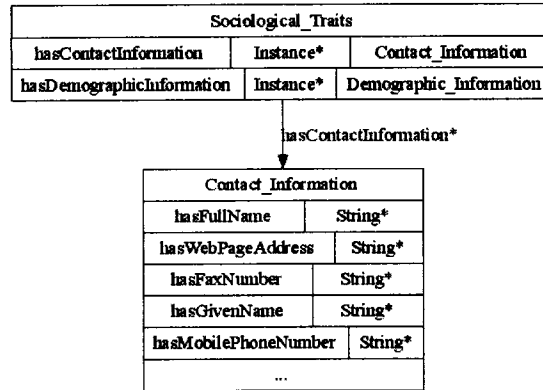 Sociological_Traits
hasContactInformation Instance* Contact_Information
hasDemographicInformation Instance* Demographic_Information
hasContactInformation*
Contact_Information
hasFullName String*
hasWebPageAddress String*
hasFaxNumber String*
hasGivenName String*
hasMobilePhoneNumber String*
...